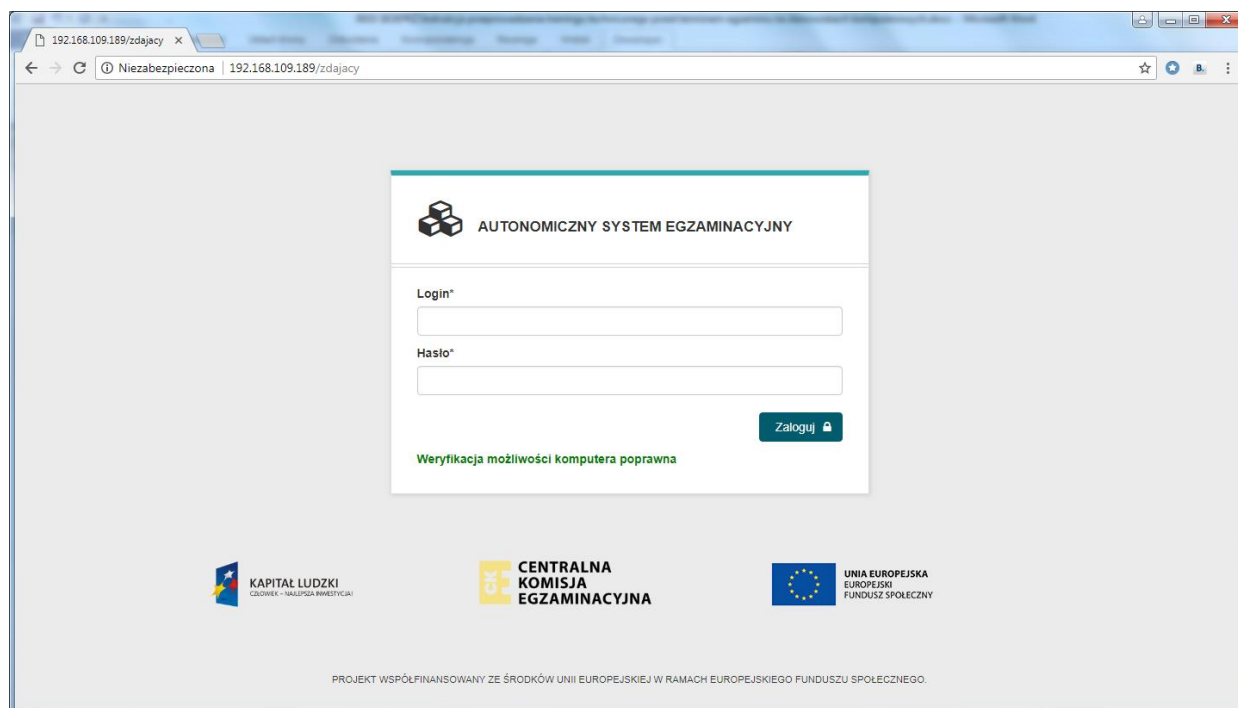 192.168.109.189/zdajacy
Niezabezpieczona | 192.168.109.189/zdajacy
B.
AUTONOMICZNY SYSTEM EGZAMINACYJNY
Login*
Hasło*
Zaloguj
Weryfikacja możliwości komputera poprawna
KAPITAŁ LUDZKI
CZŁOWIEK – NAJLEPSZA INWESTYCJA!
CKE
CENTRALNA
KOMISJA
EGZAMINACYJNA
UNIA EUROPEJSKA
EUROPEJSKI
FUNDUSZ SPOŁECZNY
PROJEKT WSPÓŁFINANSOWANY ZE ŚRODKÓW UNII EUROPEJSKIEJ W RAMACH EUROPEJSKIEGO FUNDUSZU SPOŁECZNEGO.